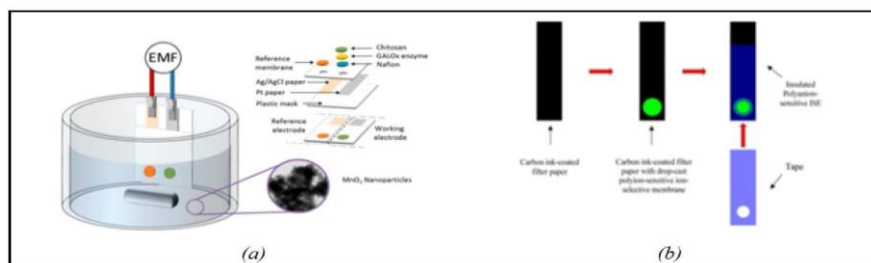 EMF
Chitosan
GALOx enzyme
Nafion
Reference
membrane
Ag/AgCl paper
Pt paper
Plastic mask
Reference
electrode
Working
electrode
MnO₂ Nanoparticles
(a)
Carbon ink-coated
filter paper
Carbon ink-coated filter
paper with drop-cast
polyion-sensitive ion-
selective membrane
Insulated
Polyanion-
sensitive ISE
Tape
(b)